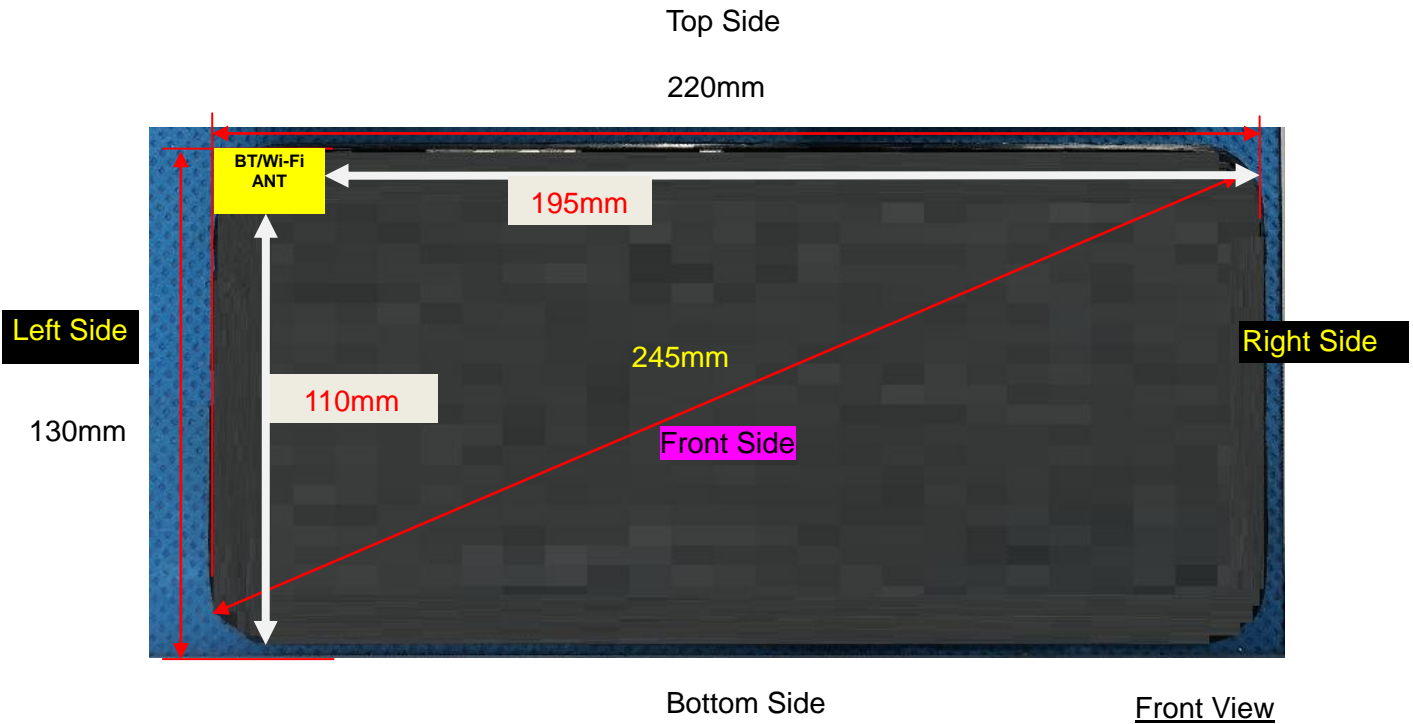 Top Side
220mm
BT/Wi-Fi
ANT
195mm
Left Side
Right Side
245mm
110mm
130mm
Front Side
Bottom Side
Front View